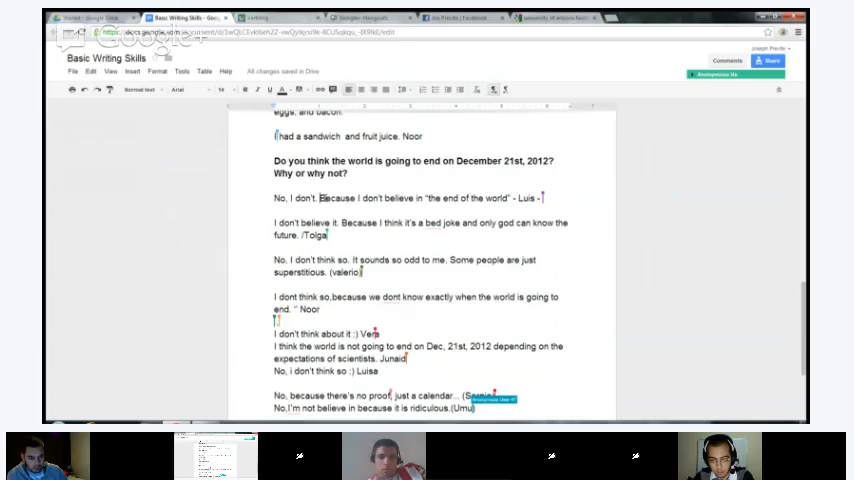 Google+
Basic Writing Skills
Joseph Preville
Comments
Share
File Edit View Insert Format Tools Table Help All changes saved in Drive
Normal text Arial 14
eggs, and bacon.
I had a sandwich and fruit juice. Noor
Do you think the world is going to end on December 21st, 2012?
Why or why not?
No, I don't. Because I don't believe in “the end of the world” - Luis -
I don't believe it. Because I think it's a bed joke and only god can know the
future. /Tolga
No, I don't think so. It sounds so odd to me. Some people are just
superstitious. (valerio)
I dont think so,because we dont know exactly when the world is going to
end. “ Noor
I don't think about it :) Vera
I think the world is not going to end on Dec, 21st, 2012 depending on the
expectations of scientists. Junaid
No, i don't think so :) Luisa
No, because there's no proof, just a calendar...
No,I'm not believe in because it is ridiculous.(Umu)